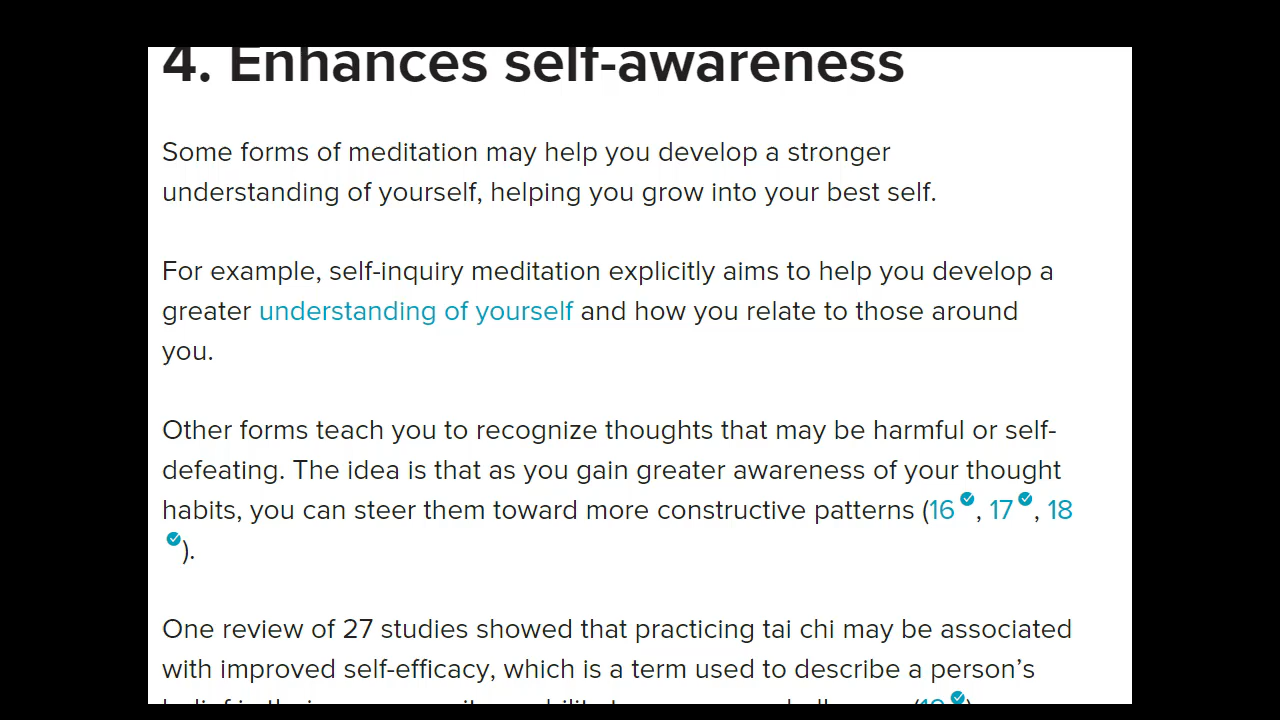 4. Enhances self-awareness
Some forms of meditation may help you develop a stronger
understanding of yourself, helping you grow into your best self.
For example, self-inquiry meditation explicitly aims to help you develop a
greater understanding of yourself and how you relate to those around
you.
Other forms teach you to recognize thoughts that may be harmful or self-
defeating. The idea is that as you gain greater awareness of your thought
habits, you can steer them toward more constructive patterns (16, 17, 18
).
One review of 27 studies showed that practicing tai chi may be associated
with improved self-efficacy, which is a term used to describe a person’s